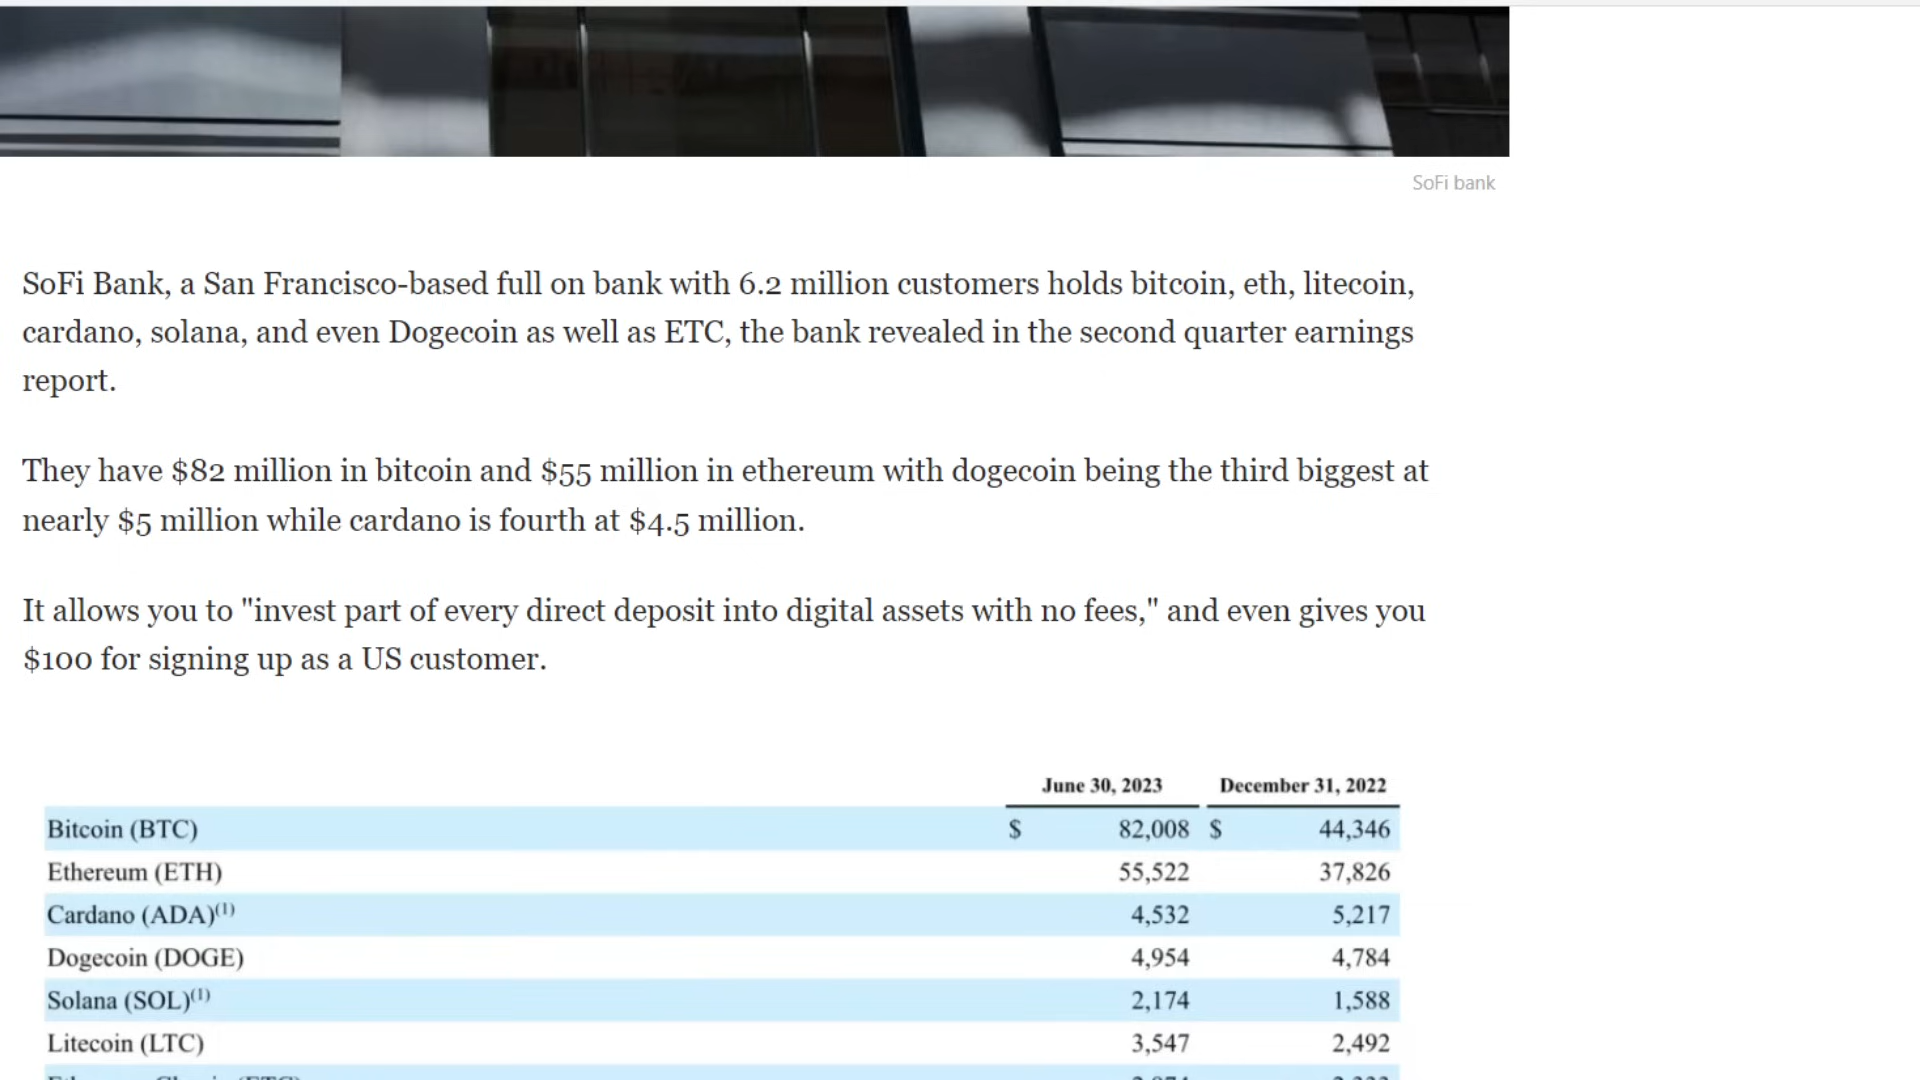 SoFi bank
SoFi Bank, a San Francisco-based full on bank with 6.2 million customers holds bitcoin, eth, litecoin,
cardano, solana, and even Dogecoin as well as ETC, the bank revealed in the second quarter earnings
report.
They have $82 million in bitcoin and $55 million in ethereum with dogecoin being the third biggest at
nearly $5 million while cardano is fourth at $4.5 million.
It allows you to "invest part of every direct deposit into digital assets with no fees," and even gives you
$100 for signing up as a US customer.
June 30, 2023 December 31, 2022
Bitcoin (BTC) $ 82,008 $ 44,346
Ethereum (ETH) 55,522 37,826
Cardano (ADA)(1) 4,532 5,217
Dogecoin (DOGE) 4,954 4,784
Solana (SOL)(1) 2,174 1,588
Litecoin (LTC) 3,547 2,492